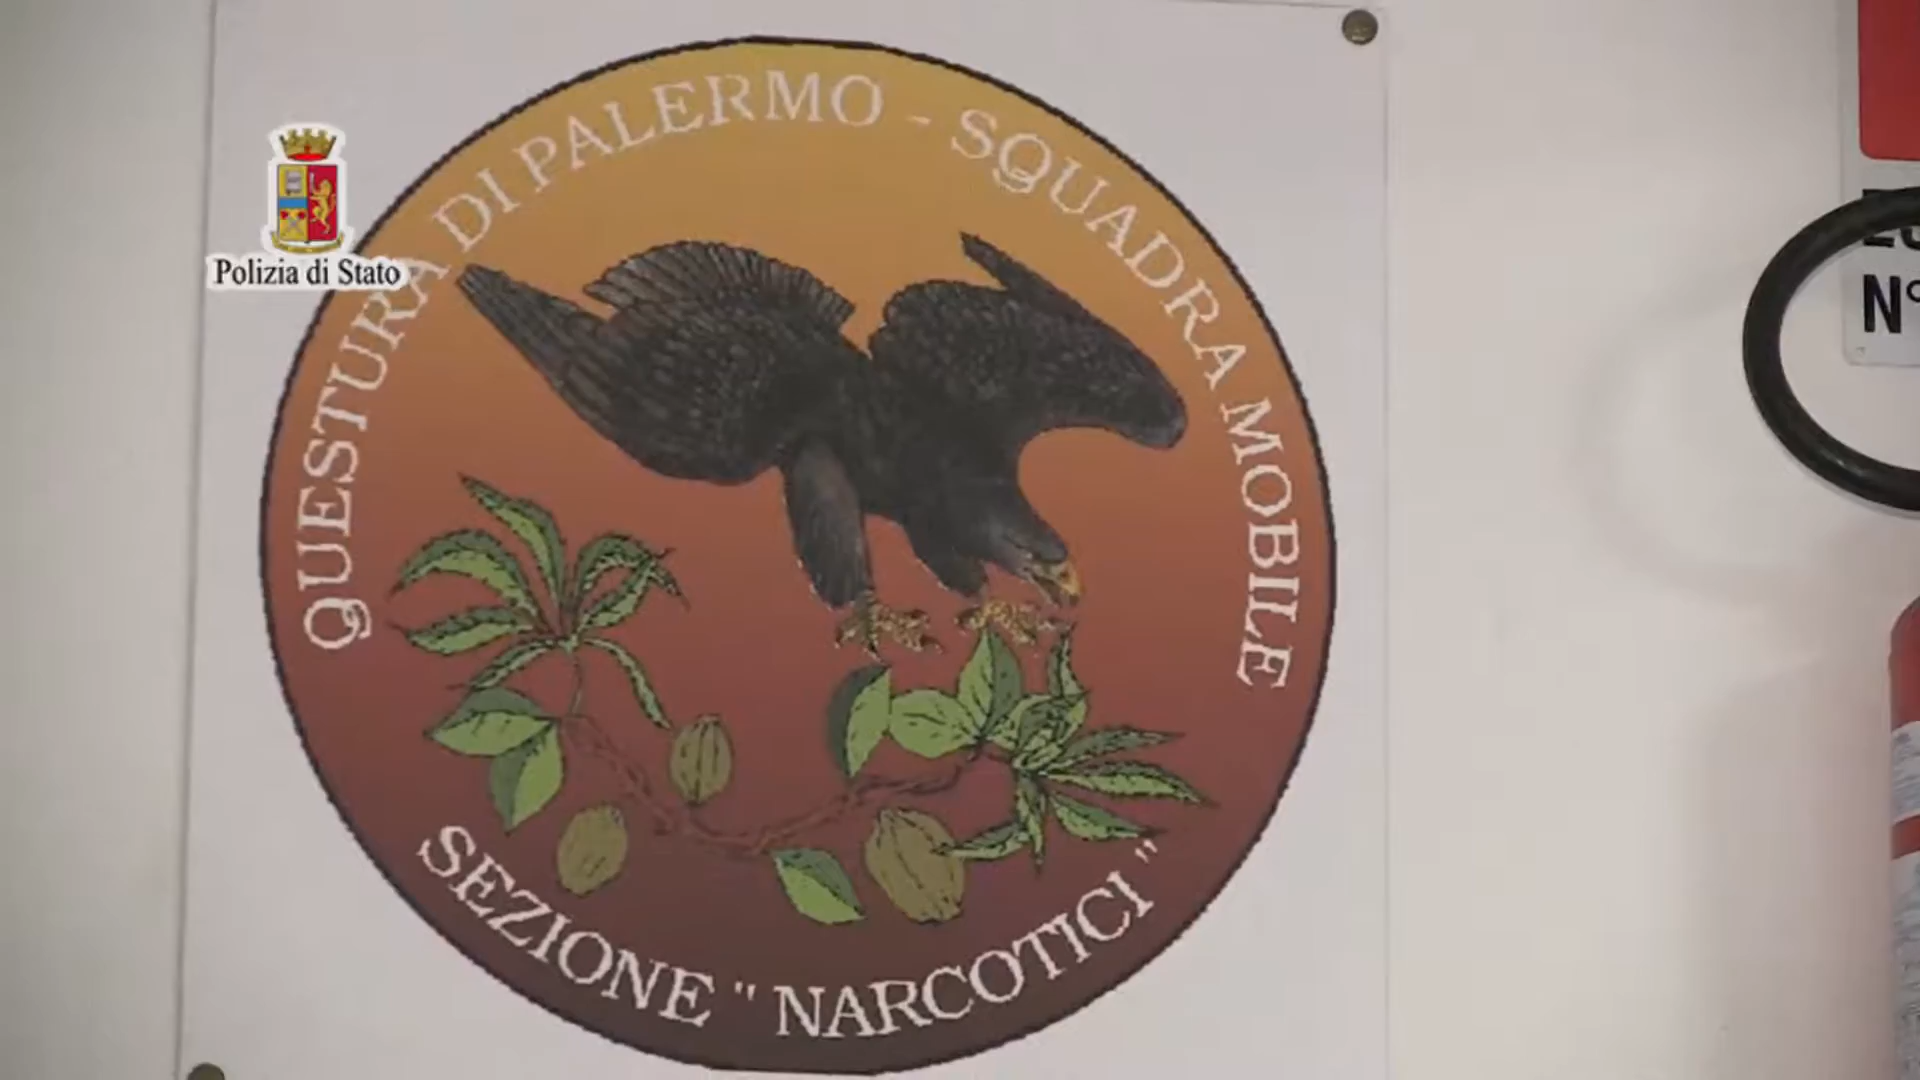 QUESTURA DI PALERMO - SQUADRA MOBILE
Polizia di Stato
SEZIONE " NARCOTICI "
N°